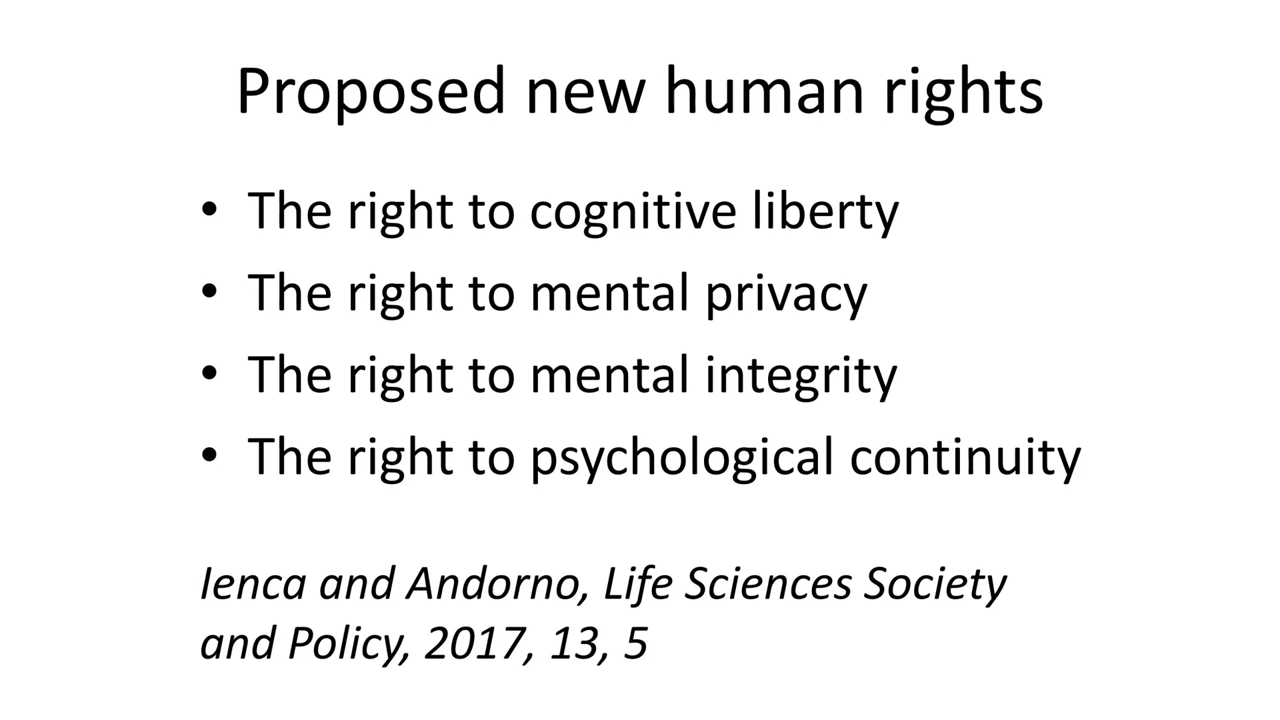 Proposed new human rights
• The right to cognitive liberty
• The right to mental privacy
• The right to mental integrity
• The right to psychological continuity
Ienca and Andorno, Life Sciences Society
and Policy, 2017, 13, 5